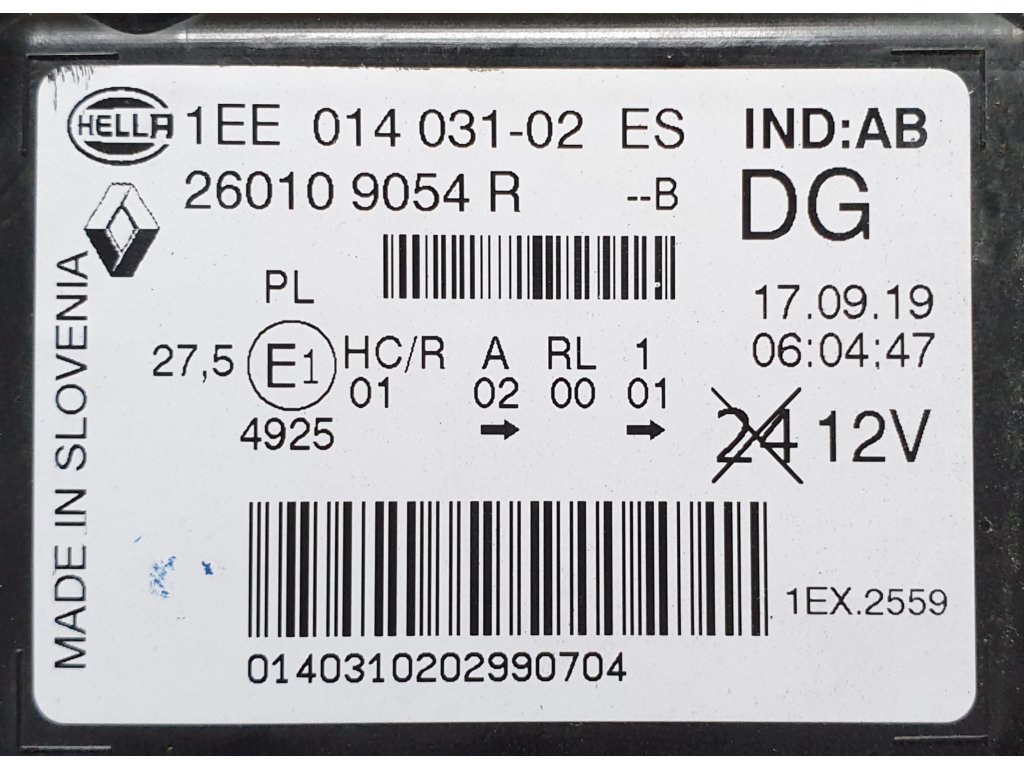 HELLA 1EE 014 031-02 ES IND:AB
26010 9054 R --B DG
MADE IN SLOVENIA
PL
17.09.19
06:04:47
27,5 E1 HC/R A RL 1
01 02 00 01
4925 → →
24 12V
1EX.2559
0140310202990704